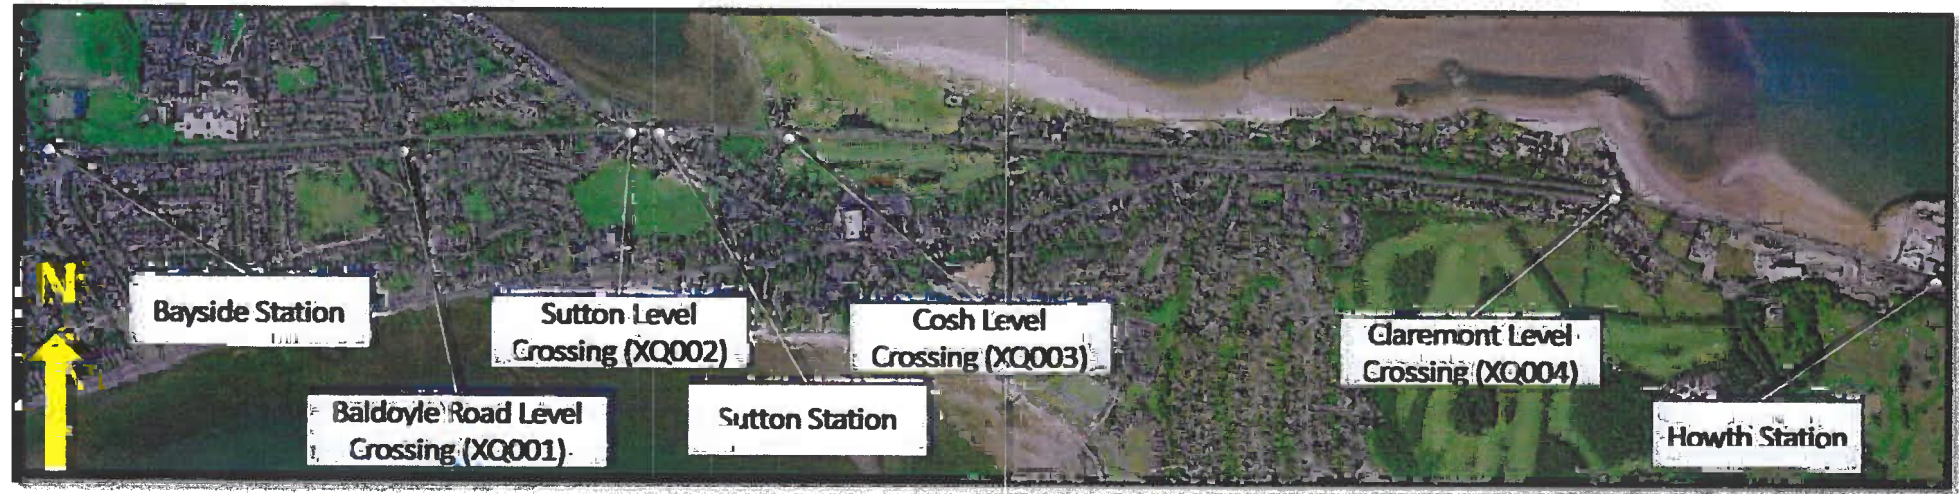 N
Bayside Station
Baldoyle Road Level
Crossing (XQ001)
Sutton Level
Crossing (XQ002)
Sutton Station
Cosh Level
Crossing (XQ003)
Claremont Level
Crossing (XQ004)
Howth Station